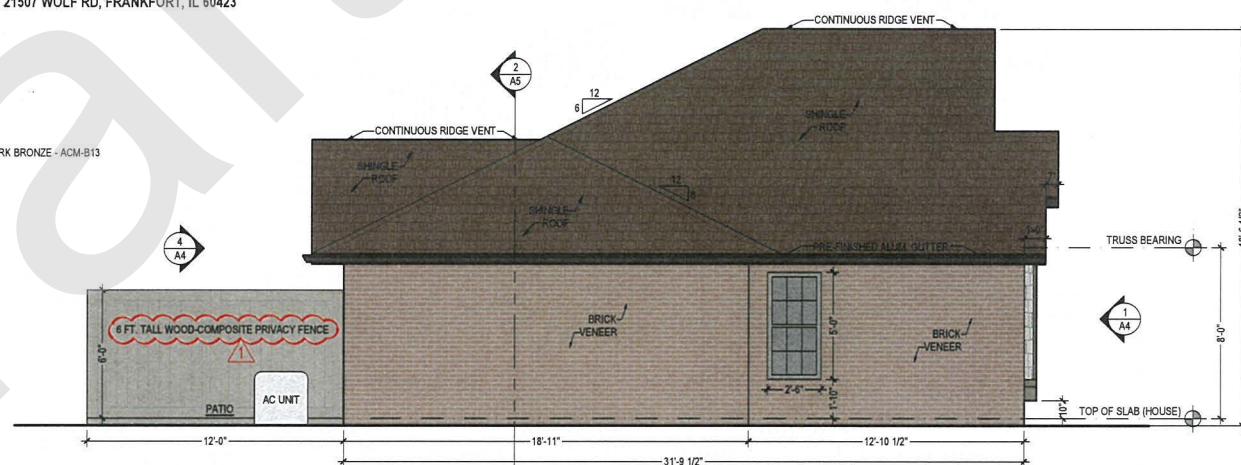 21507 WOLF RD, FRANKFORT, IL 60423
CONTINUOUS RIDGE VENT
2
A5
12
6
CONTINUOUS RIDGE VENT
SHINGLE
ROOF
RK BRONZE - ACM-B13
SHINGLE
ROOF
12
SHINGLE
ROOF
4
A4
TRUSS BEARING
PRE-FINISHED ALUM. GUTTER
6 FT. TALL WOOD-COMPOSITE PRIVACY FENCE
1
BRICK
VENEER
BRICK
VENEER
5'-0"
1
A4
6'-0"
8'-0"
2'-6"
AC UNIT
PATIO
1'-10"
10"
TOP OF SLAB (HOUSE)
12'-0"
18'-11"
12'-10 1/2"
31'-9 1/2"